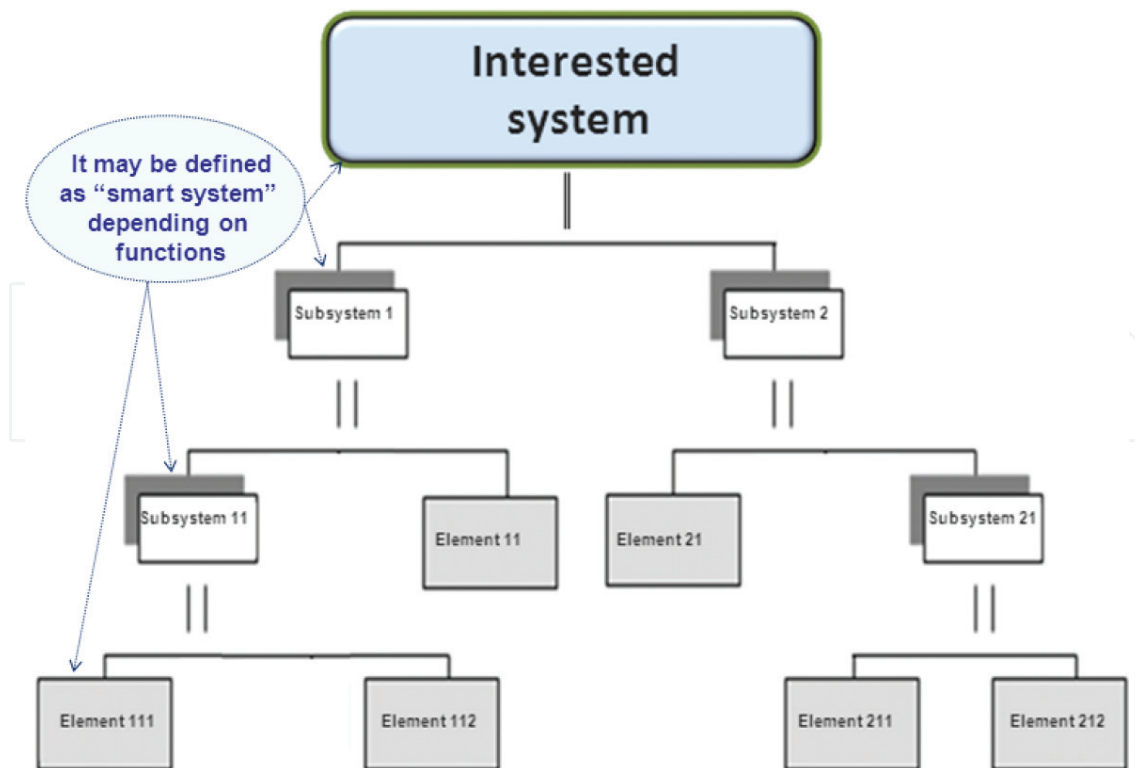 Interested
system
It may be defined
as “smart system”
depending on
functions
Subsystem 1
Subsystem 2
Subsystem 11
Element 11
Element 21
Subsystem 21
Element 111
Element 112
Element 211
Element 212